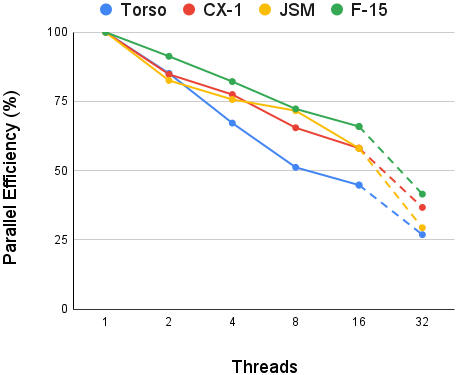 Torso CX-1 JSM F-15
Parallel Efficiency (%)
100
75
50
25
0
1 2 4 8 16 32
Threads